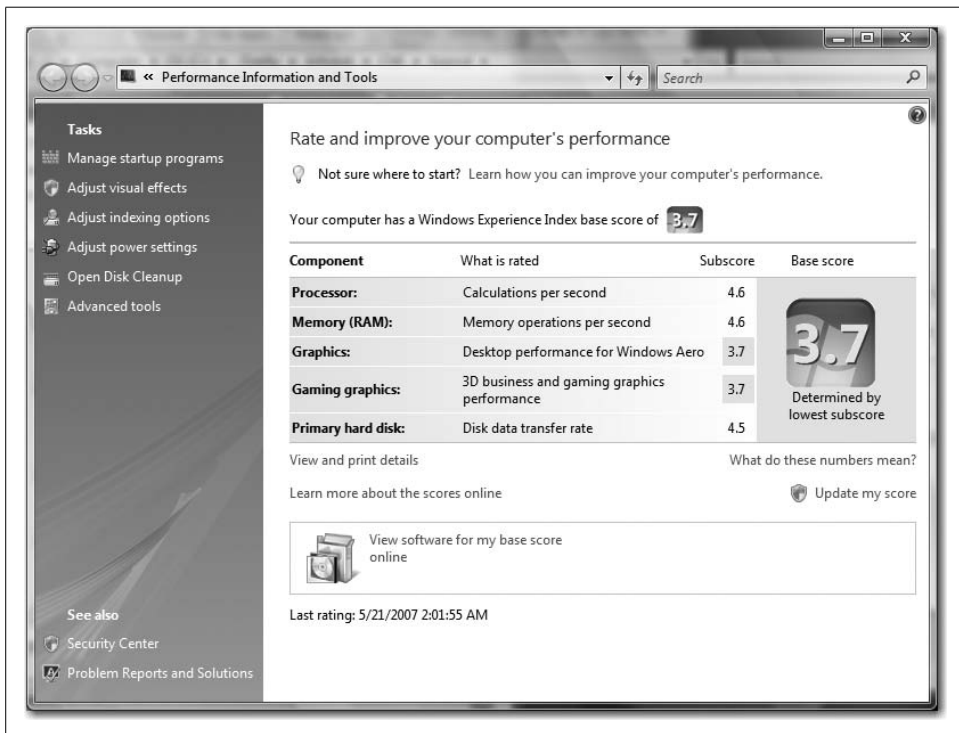 « Performance Information and Tools
Search
Tasks
Manage startup programs
Adjust visual effects
Adjust indexing options
Adjust power settings
Open Disk Cleanup
Advanced tools
See also
Security Center
Problem Reports and Solutions
Rate and improve your computer's performance
Not sure where to start? Learn how you can improve your computer's performance.
Your computer has a Windows Experience Index base score of 3.7
Component What is rated Subscore Base score
Processor: Calculations per second 4.6
Memory (RAM): Memory operations per second 4.6
Graphics: Desktop performance for Windows Aero 3.7
Gaming graphics: 3D business and gaming graphics
performance 3.7
Primary hard disk: Disk data transfer rate 4.5
3.7
Determined by
lowest subscore
View and print details What do these numbers mean?
Learn more about the scores online Update my score
View software for my base score
online
Last rating: 5/21/2007 2:01:55 AM